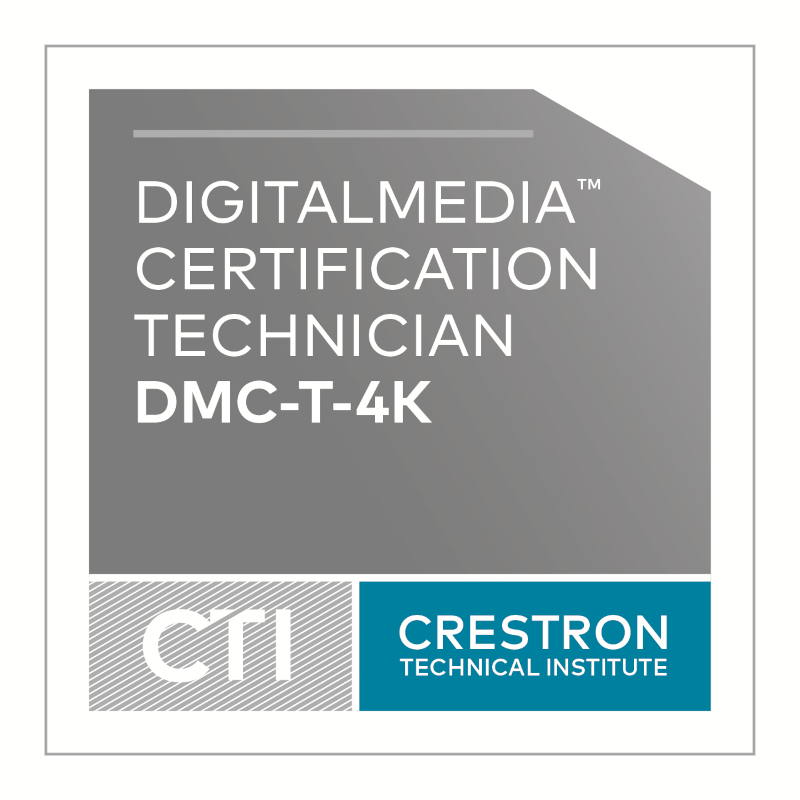 DIGITALMEDIA™
CERTIFICATION
TECHNICIAN
DMC-T-4K
CTI
CRESTRON
TECHNICAL INSTITUTE